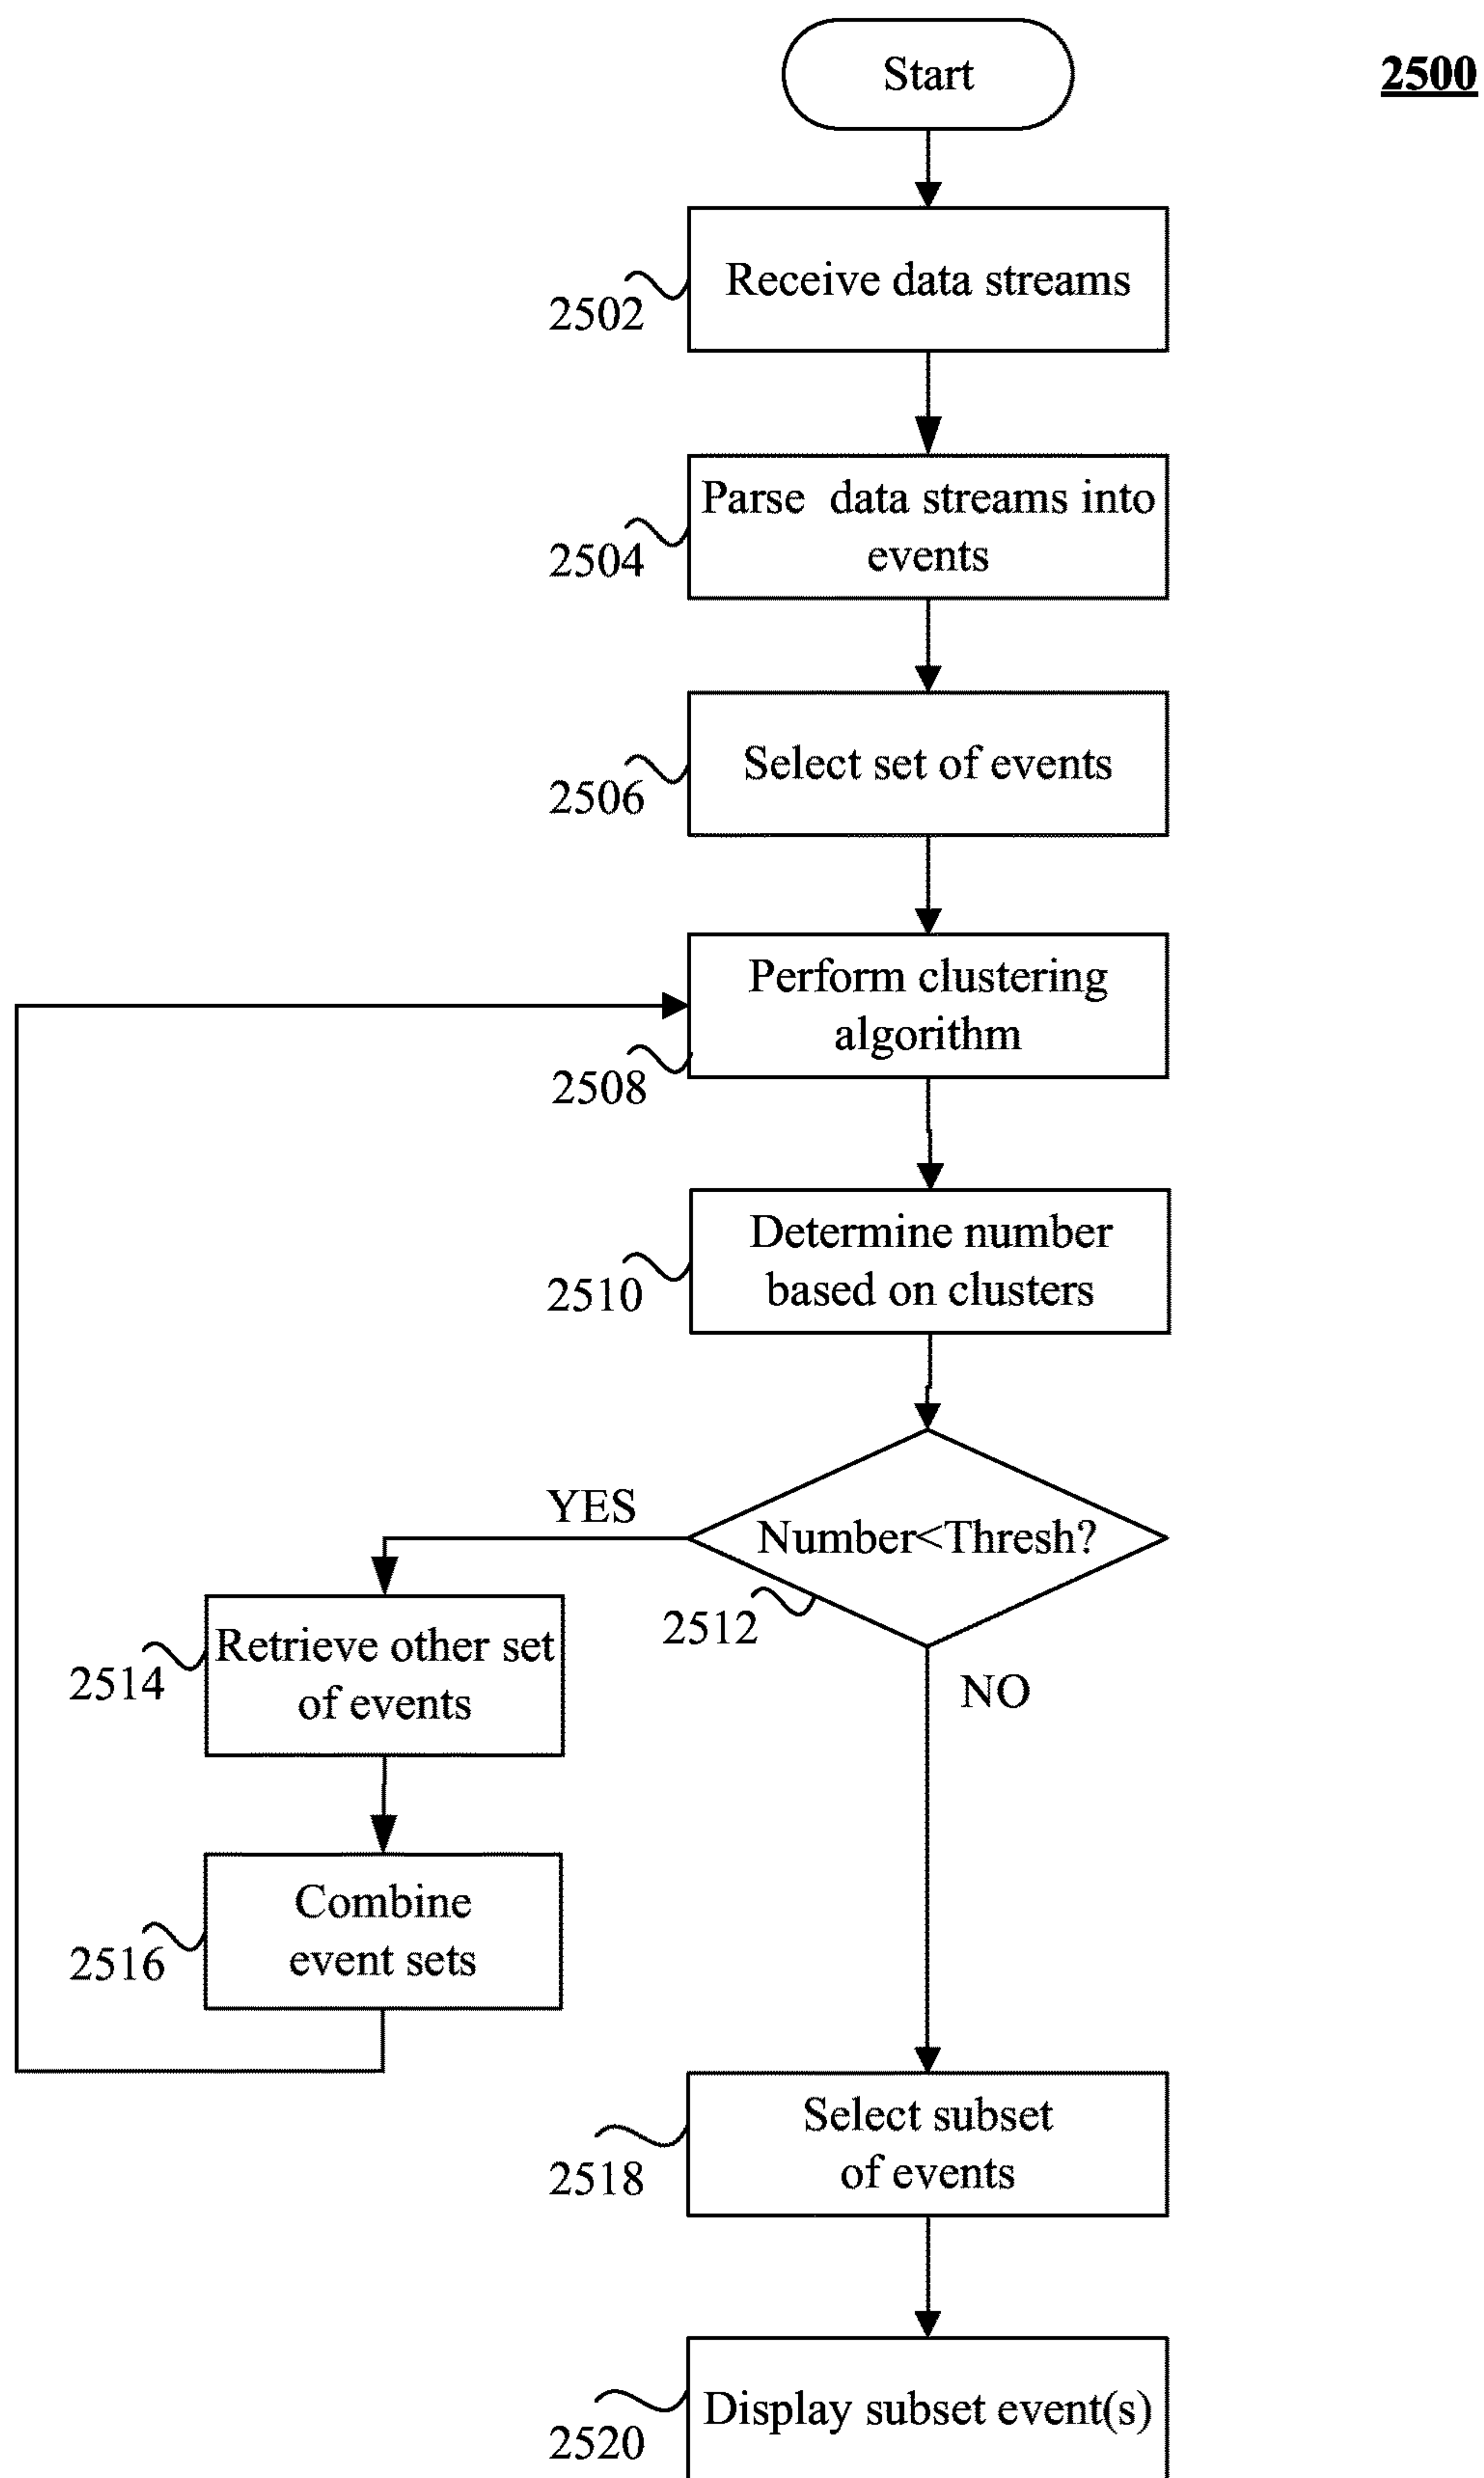 Start
2500
Receive data streams
2502
Parse data streams into
events
2504
Select set of events
2506
Perform clustering
algorithm
2508
Determine number
based on clusters
2510
YES
Number<Thresh?
2512
NO
Retrieve other set
of events
2514
Combine
event sets
2516
Select subset
of events
2518
Display subset event(s)
2520